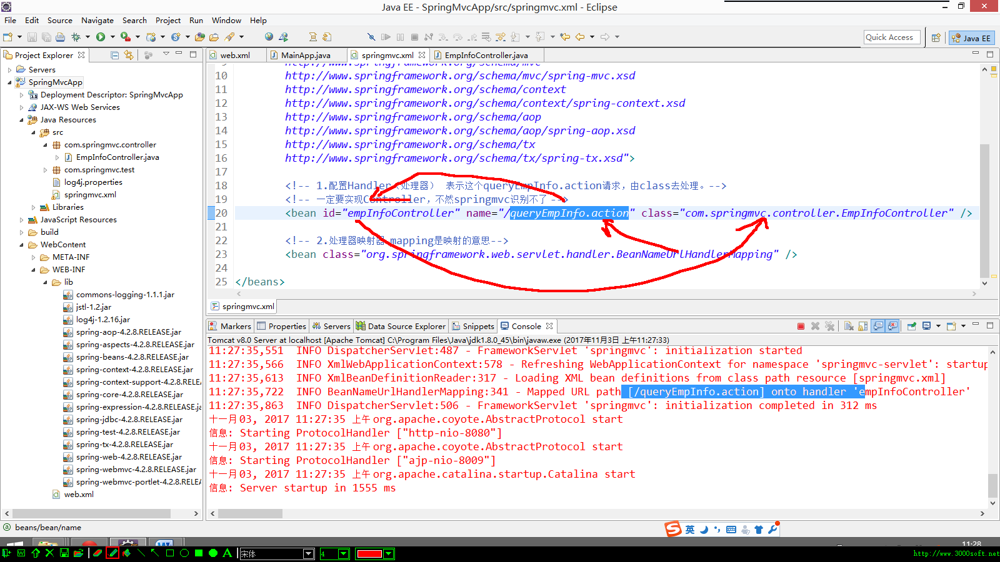 Java EE - SpringMvcApp/src/springmvc.xml - Eclipse
File Edit Source Navigate Search Project Run Window Help
Quick Access
Java EE
Project Explorer
Servers
SpringMvcApp
Deployment Descriptor: SpringMvcApp
JAX-WS Web Services
Java Resources
src
com.springmvc.controller
EmpInfoController.java
com.springmvc.test
log4j.properties
springmvc.xml
Libraries
JavaScript Resources
build
WebContent
META-INF
WEB-INF
lib
commons-logging-1.1.1.jar
jstl-1.2.jar
log4j-1.2.16.jar
spring-aop-4.2.8.RELEASE.jar
spring-aspects-4.2.8.RELEASE.jar
spring-beans-4.2.8.RELEASE.jar
spring-context-4.2.8.RELEASE.jar
spring-context-support-4.2.8.RELEA
spring-core-4.2.8.RELEASE.jar
spring-expression-4.2.8.RELEASE.ja
spring-jdbc-4.2.8.RELEASE.jar
spring-test-4.2.8.RELEASE.jar
spring-tx-4.2.8.RELEASE.jar
spring-web-4.2.8.RELEASE.jar
spring-webmvc-4.2.8.RELEASE.jar
spring-webmvc-portlet-4.2.8.RELEA
web.xml
web.xml MainApp.java springmvc.xml EmpInfoController.java
9 http://www.springframework.org/schema/mvc
10 http://www.springframework.org/schema/mvc/spring-mvc.xsd
11 http://www.springframework.org/schema/context
12 http://www.springframework.org/schema/context/spring-context.xsd
13 http://www.springframework.org/schema/aop
14 http://www.springframework.org/schema/aop/spring-aop.xsd
15 http://www.springframework.org/schema/tx
16 http://www.springframework.org/schema/tx/spring-tx.xsd">
17
18 <!-- 1.配置Handler（处理器） 表示这个queryEmpInfo.action请求，由class去处理。-->
19 <!-- 一定要实现Controller，不然springmvc识别不了 -->
20 <bean id="empInfoController" name="/queryEmpInfo.action" class="com.springmvc.controller.EmpInfoController" />
21
22 <!-- 2.处理器映射器 mapping是映射的意思-->
23 <bean class="org.springframework.web.servlet.handler.BeanNameUrlHandlerMapping" />
24
25 </beans>
springmvc.xml
Markers Properties Servers Data Source Explorer Snippets Console
Tomcat v8.0 Server at localhost [Apache Tomcat] C:\Program Files\Java\jdk1.8.0_45\bin\javaw.exe (2017年11月3日 上午11:27:33)
11:27:35,551 INFO DispatcherServlet:487 - FrameworkServlet 'springmvc': initialization started
11:27:35,566 INFO XmlWebApplicationContext:578 - Refreshing WebApplicationContext for namespace 'springmvc-servlet': startup
11:27:35,613 INFO XmlBeanDefinitionReader:317 - Loading XML bean definitions from class path resource [springmvc.xml]
11:27:35,722 INFO BeanNameUrlHandlerMapping:341 - Mapped URL path [/queryEmpInfo.action] onto handler 'empInfoController'
11:27:35,863 INFO DispatcherServlet:506 - FrameworkServlet 'springmvc': initialization completed in 312 ms
十一月 03, 2017 11:27:35 上午 org.apache.coyote.AbstractProtocol start
信息: Starting ProtocolHandler ["http-nio-8080"]
十一月 03, 2017 11:27:35 上午 org.apache.coyote.AbstractProtocol start
信息: Starting ProtocolHandler ["ajp-nio-8009"]
十一月 03, 2017 11:27:35 上午 org.apache.catalina.startup.Catalina start
信息: Server startup in 1555 ms
beans/bean/name
英
11:28
宋体
4
http://www.3000soft.net